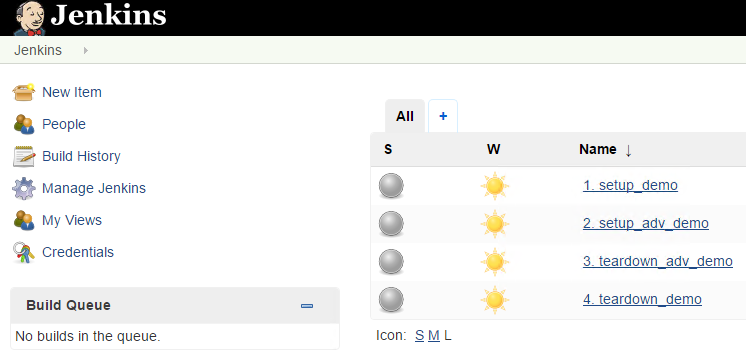 Jenkins
Jenkins
New Item
People
Build History
Manage Jenkins
My Views
Credentials
Build Queue
No builds in the queue.
All +
S W Name ↓
1. setup_demo
2. setup_adv_demo
3. teardown_adv_demo
4. teardown_demo
Icon: S M L